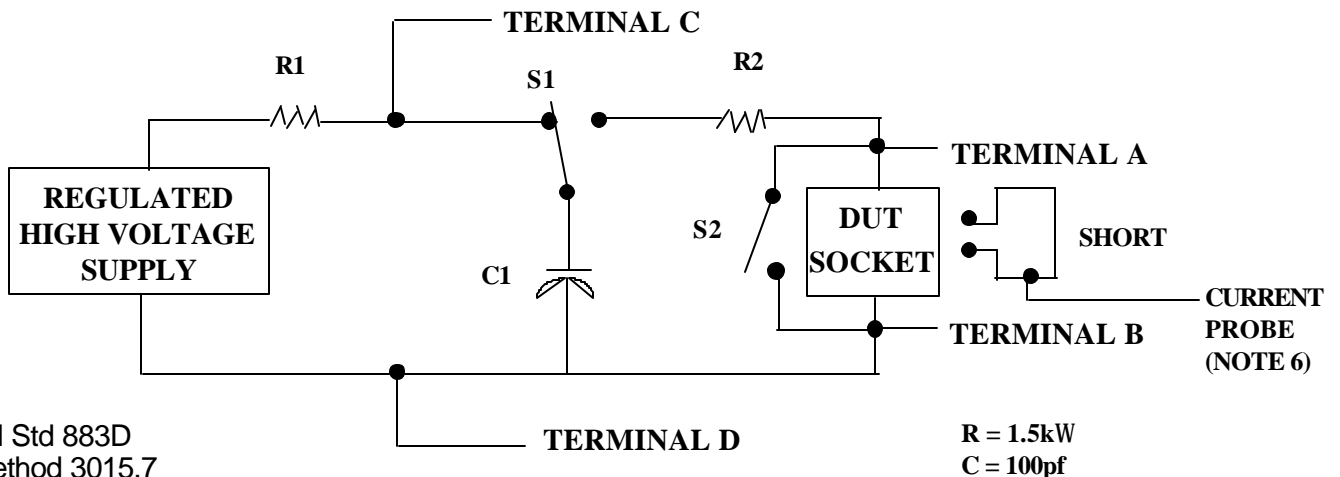 TERMINAL C
R1
S1
R2
TERMINAL A
REGULATED
HIGH VOLTAGE
SUPPLY
S2
DUT
SOCKET
SHORT
C1
CURRENT
PROBE
(NOTE 6)
TERMINAL B
TERMINAL D
Std 883D
3015.7
R = 1.5kW
C = 100pf